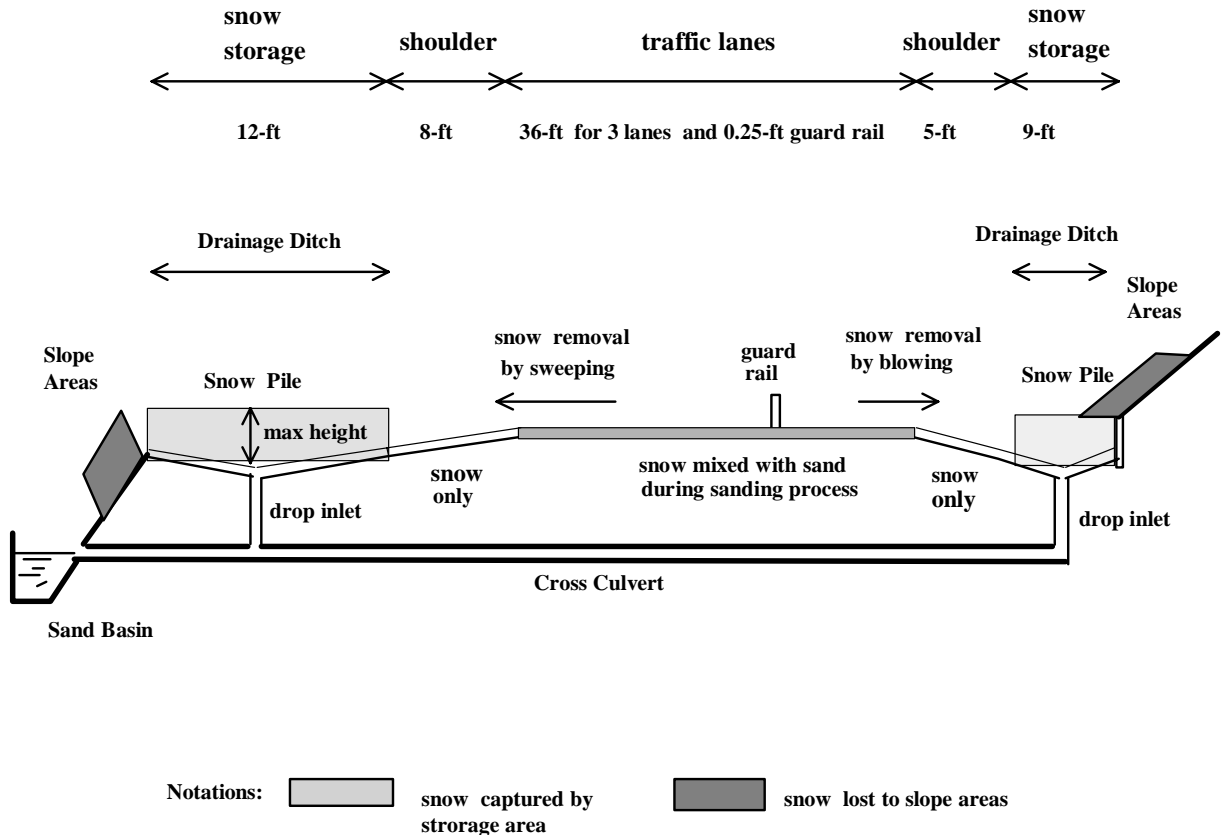 snow
storage
shoulder
traffic lanes
shoulder
snow
storage
12-ft
8-ft
36-ft for 3 lanes and 0.25-ft guard rail
5-ft
9-ft
Drainage Ditch
Drainage Ditch
Slope
Areas
Slope
Areas
Snow Pile
snow removal
by sweeping
guard
rail
snow removal
by blowing
Snow Pile
max height
snow
only
snow mixed with sand
during sanding process
snow
only
drop inlet
drop inlet
Cross Culvert
Sand Basin
Notations:
snow captured by
strorage area
snow lost to slope areas